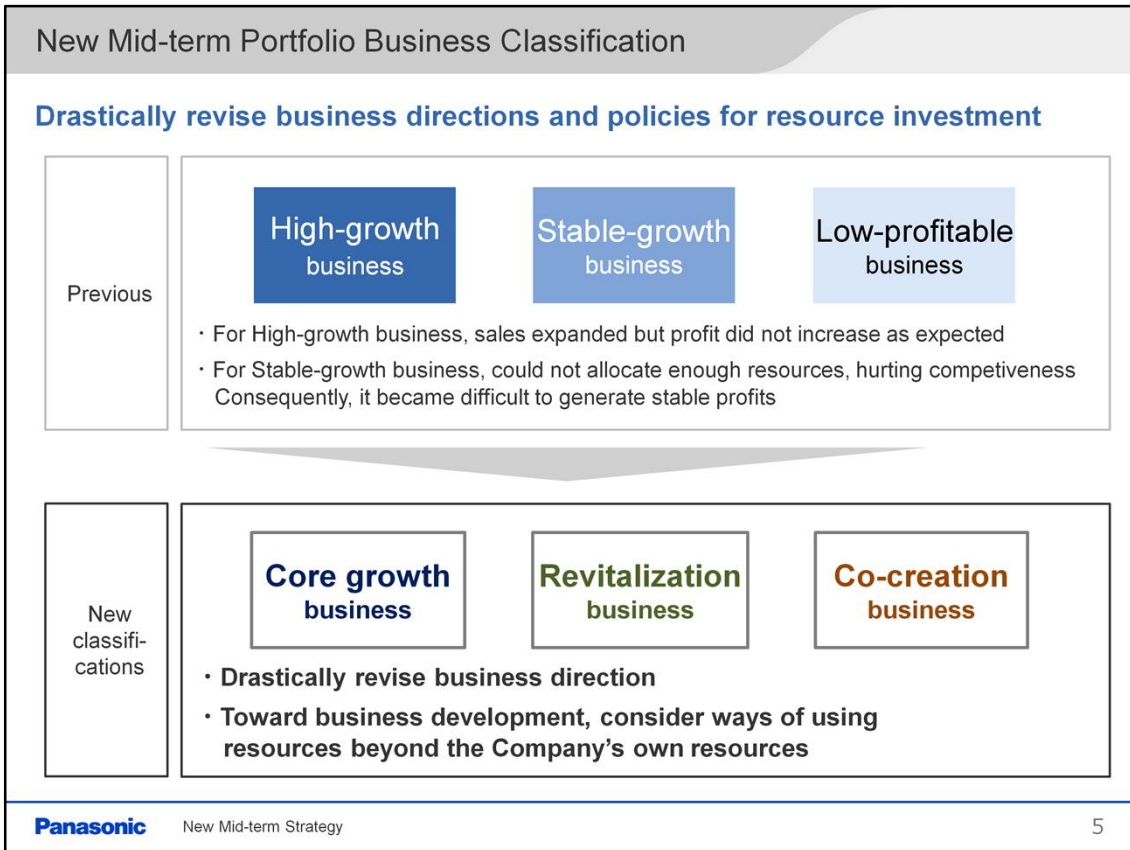 New Mid-term Portfolio Business Classification
Drastically revise business directions and policies for resource investment
Previous
High-growth
business
Stable-growth
business
Low-profitable
business
・For High-growth business, sales expanded but profit did not increase as expected
・For Stable-growth business, could not allocate enough resources, hurting competiveness
Consequently, it became difficult to generate stable profits
New
classifi-
cations
Core growth
business
Revitalization
business
Co-creation
business
・Drastically revise business direction
・Toward business development, consider ways of using
resources beyond the Company's own resources
Panasonic
New Mid-term Strategy
5